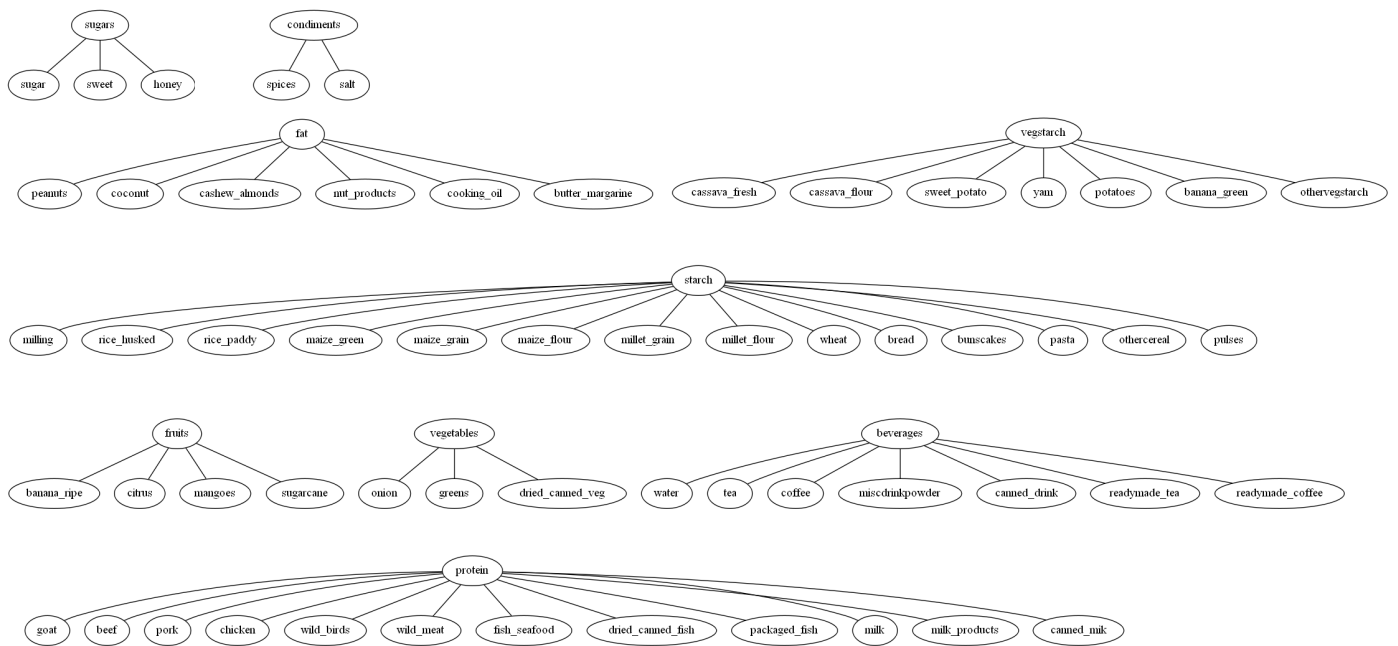 sugars condiments
sugar sweet honey spices salt
fat vegstarch
peanuts coconut cashew_almonds nut_products cooking_oil butter_margarine cassava_fresh cassava_flour sweet_potato yam potatoes banana_green othervegstarch
starch
milling rice_husked rice_paddy maize_green maize_grain maize_flour millet_grain millet_flour wheat bread bunscakes pasta othercereal pulses
fruits vegetables beverages
banana_ripe citrus mangoes sugarcane onion greens dried_canned_veg water tea coffee miscdrinkpowder canned_drink readymade_tea readymade_coffee
protein
goat beef pork chicken wild_birds wild_meat fish_seafood dried_canned_fish packaged_fish milk milk_products canned_mik